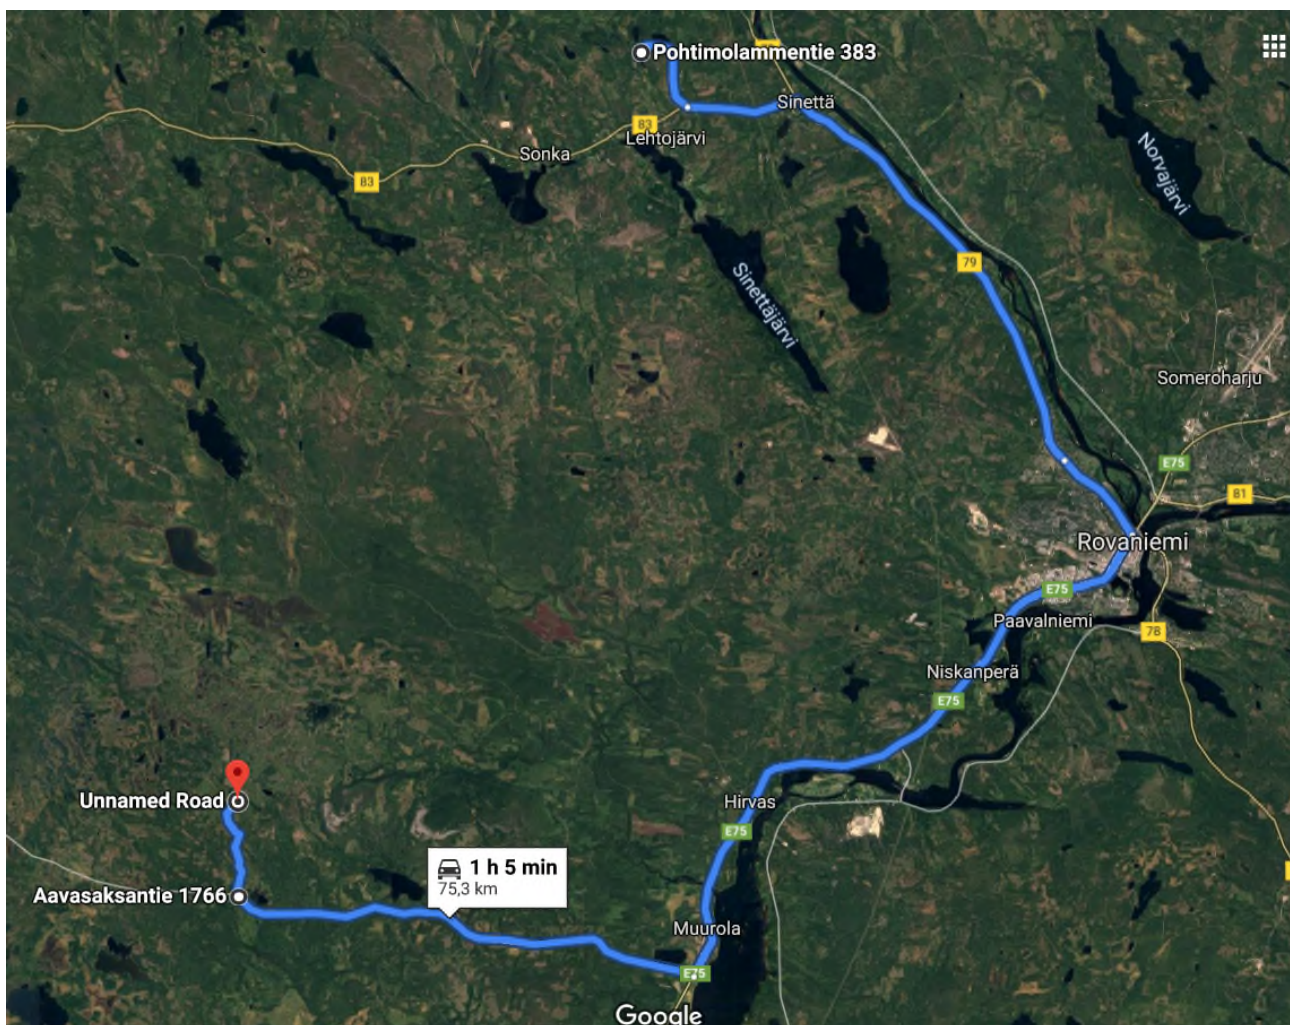 Pohtimolammentie 383
79
Sinettä
83
Lehtojärvi
Sonka
83
Norvajärvi
79
Sinettäjärvi
Someroharju
E75
81
Rovaniemi
E75
Paavalniemi
78
Niskanperä
E75
Unnamed Road
Hirvas
E75
1 h 5 min
75,3 km
Aavasaksantie 1766
Muurola
E75
Google